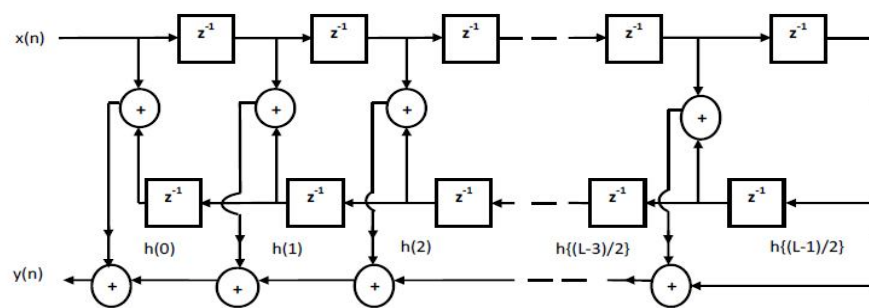 x(n) z⁻¹ z⁻¹ z⁻¹ z⁻¹ z⁻¹
+ + + +
z⁻¹ z⁻¹ z⁻¹ z⁻¹ z⁻¹
h(0) h(1) h(2) h{(L-3)/2} h{(L-1)/2}
y(n) + + + +